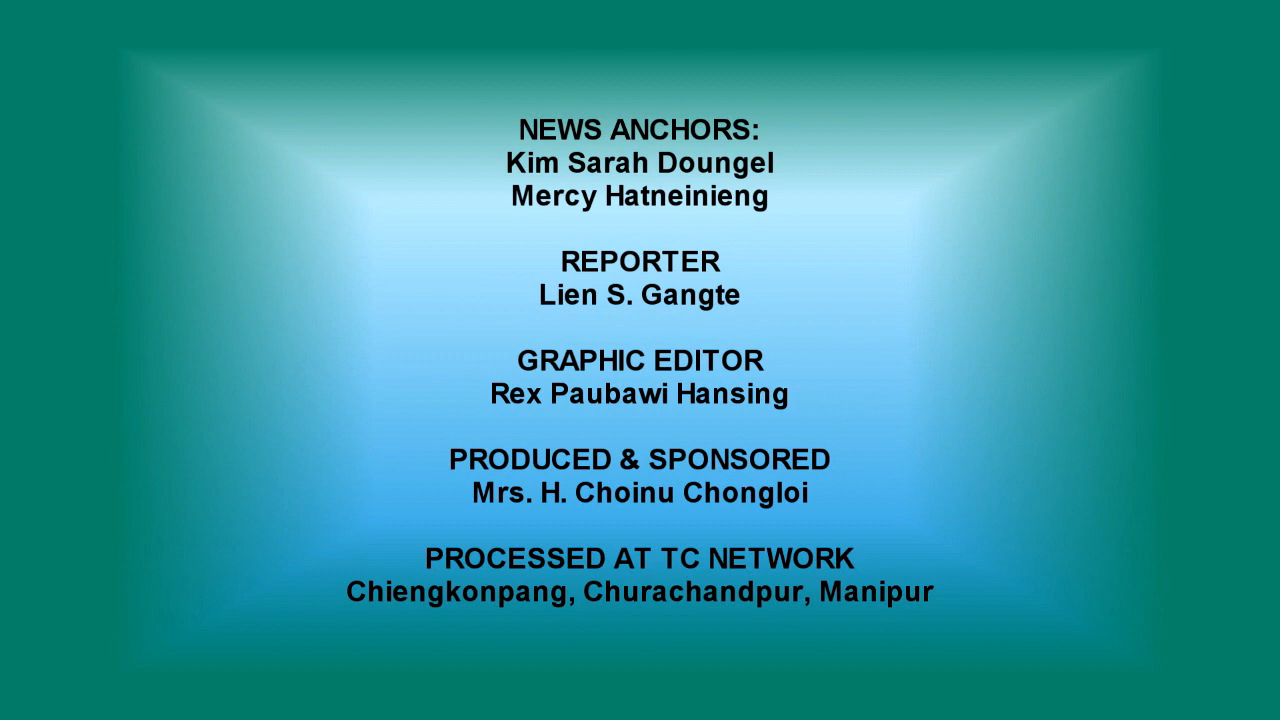 NEWS ANCHORS:
Kim Sarah Doungel
Mercy Hatneinieng
REPORTER
Lien S. Gangte
GRAPHIC EDITOR
Rex Paubawi Hansing
PRODUCED & SPONSORED
Mrs. H. Choinu Chongloi
PROCESSED AT TC NETWORK
Chiengkonpang, Churachandpur, Manipur